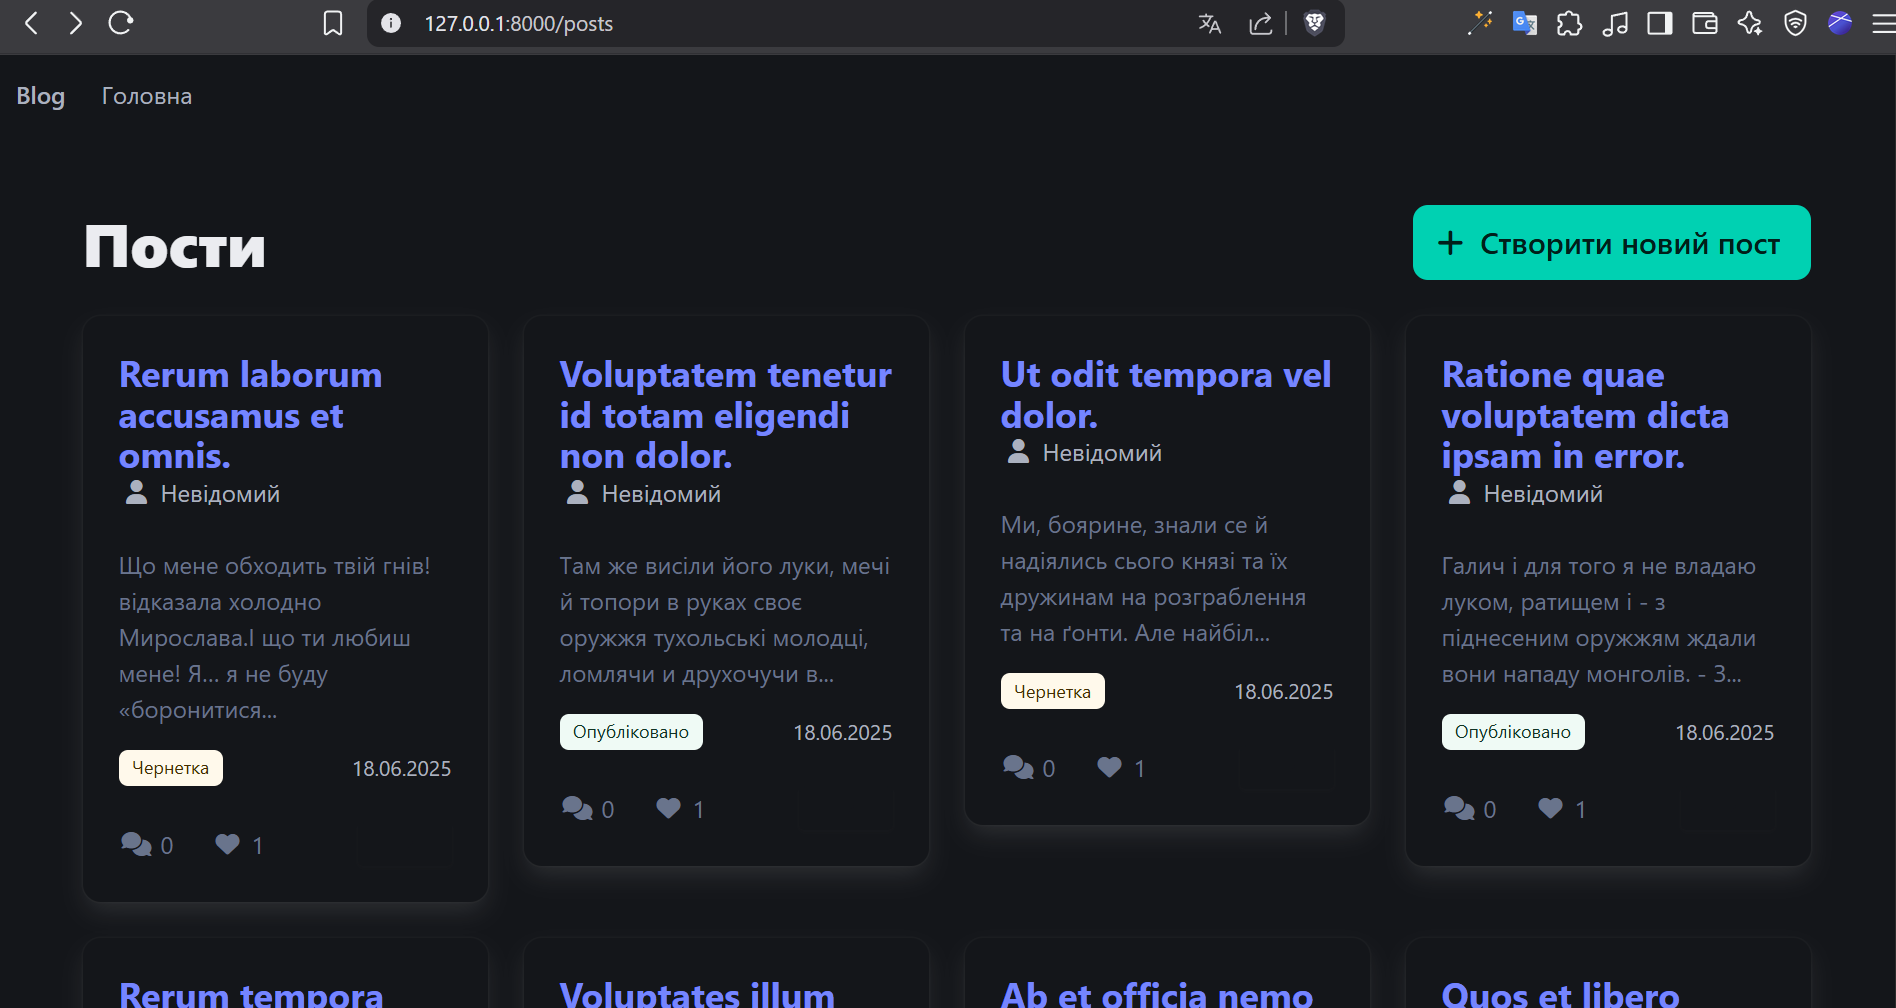 127.0.0.1:8000/posts
Blog
Головна
Пости
Створити новий пост
Rerum laborum
accusamus et
omnis.
Невідомий
Що мене обходить твій гнів!
відказала холодно
Мирослава.І що ти любиш
мене! Я... я не буду
«боронитися...
Чернетка
18.06.2025
0
1
Voluptatem tenetur
id totam eligendi
non dolor.
Невідомий
Там же висіли його луки, мечі
й топори в руках своє
оружжя тухольські молодці,
ломлячи и друхочучи в...
Опубліковано
18.06.2025
0
1
Ut odit tempora vel
dolor.
Невідомий
Ми, боярине, знали се й
надіялись сього князі та їх
дружинам на розграблення
та на ґонти. Але найбіл...
Чернетка
18.06.2025
0
1
Ratione quae
voluptatem dicta
ipsam in error.
Невідомий
Галич і для того я не владаю
луком, ратищем і - з
піднесеним оружжям ждали
вони нападу монголів. - З...
Опубліковано
18.06.2025
0
1
Rerum tempora
Voluptates illum
Ab et officia nemo
Quos et libero